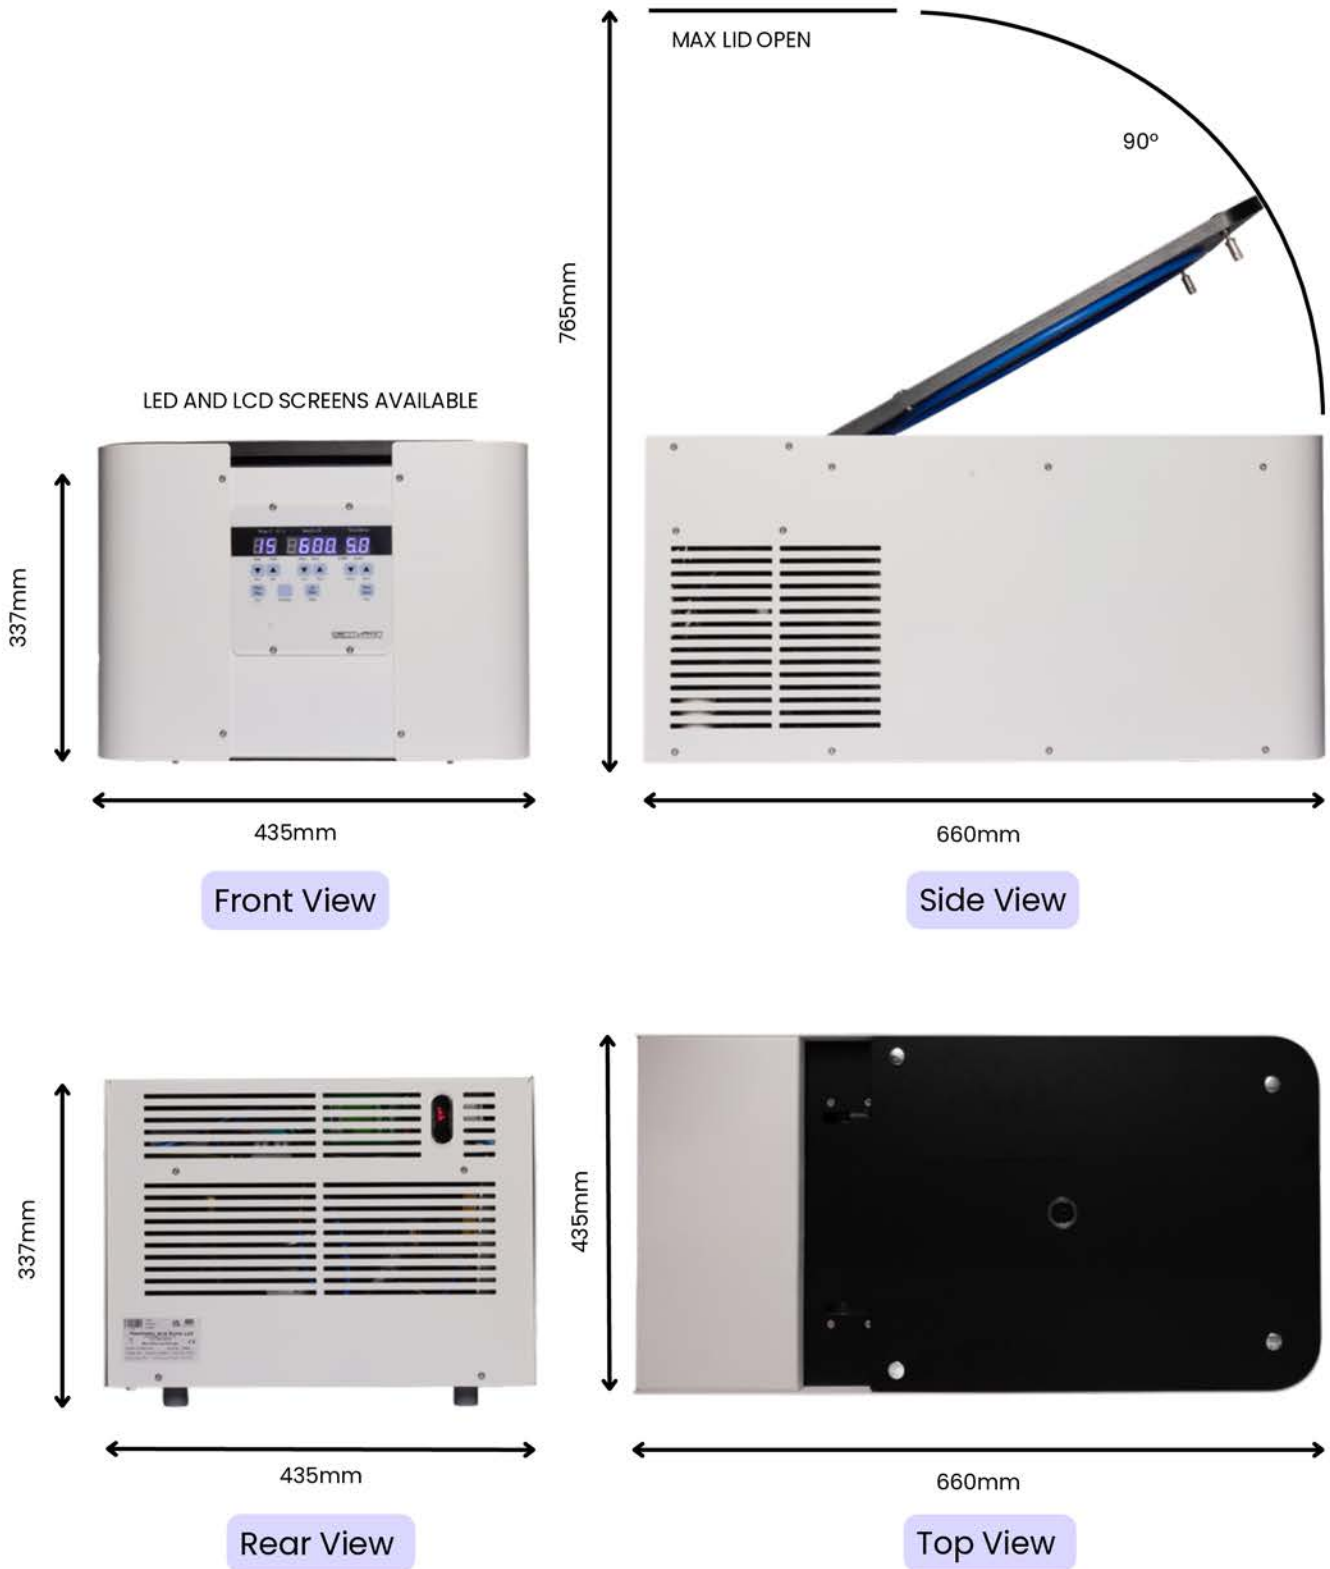 MAX LID OPEN
90°
765mm
LED AND LCD SCREENS AVAILABLE
15 600 5.0
337mm
435mm
660mm
Front View
Side View
337mm
435mm
435mm
660mm
Rear View
Top View